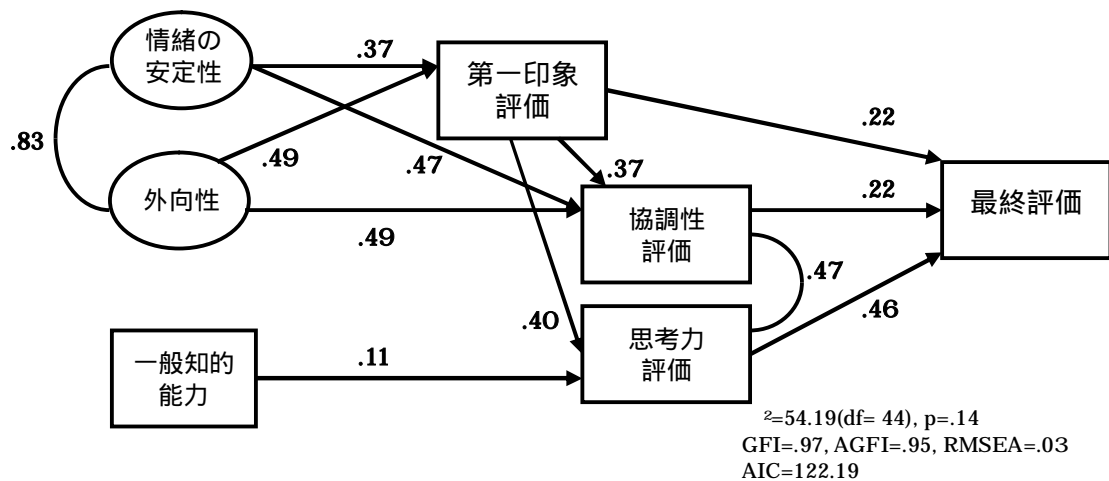 情緒の
安定性
.37
第一印象
評価
.22
.83
.49
.47
.37
外向性
.49
協調性
評価
.22
最終評価
.47
.40
思考力
評価
.46
一般知的
能力
.11
²=54.19(df= 44), p=.14
GFI=.97, AGFI=.95, RMSEA=.03
AIC=122.19